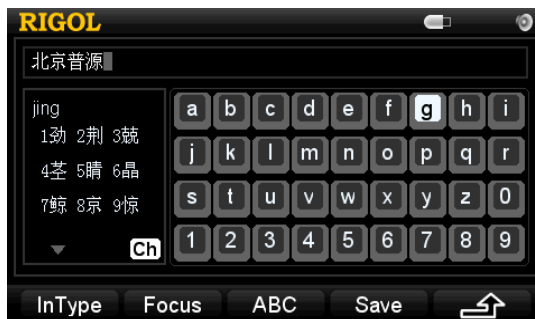 RIGOL
北京普源
jing
1劲 2荆 3兢
4茎 5睛 6晶
7鲸 8京 9惊
Ch
a b c d e f g h i
j k l m n o p q r
s t u v w x y z 0
1 2 3 4 5 6 7 8 9
InType Focus ABC Save